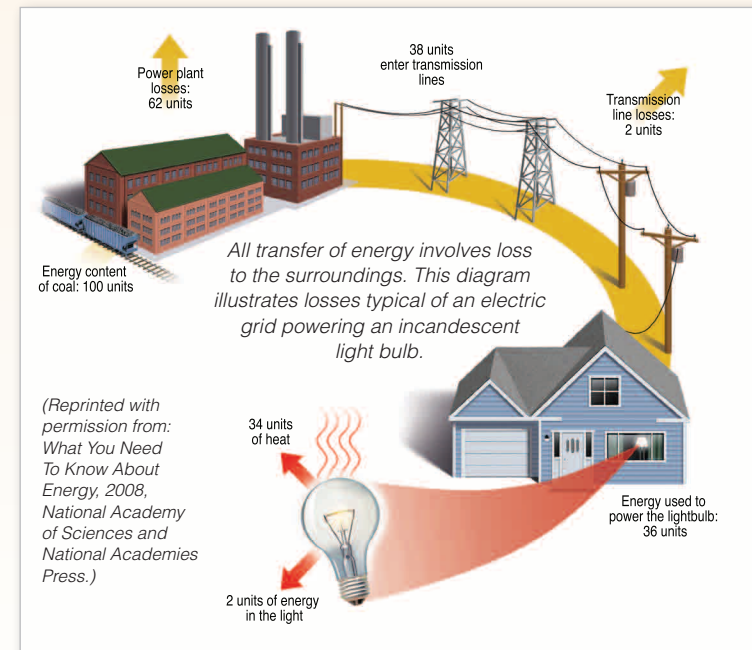 Power plant
losses:
62 units
38 units
enter transmission
lines
Transmission
line losses:
2 units
Energy content
of coal: 100 units
All transfer of energy involves loss
to the surroundings. This diagram
illustrates losses typical of an electric
grid powering an incandescent
light bulb.
(Reprinted with
permission from:
What You Need
To Know About
Energy, 2008,
National Academy
of Sciences and
National Academies
Press.)
34 units
of heat
2 units of energy
in the light
Energy used to
power the lightbulb:
36 units